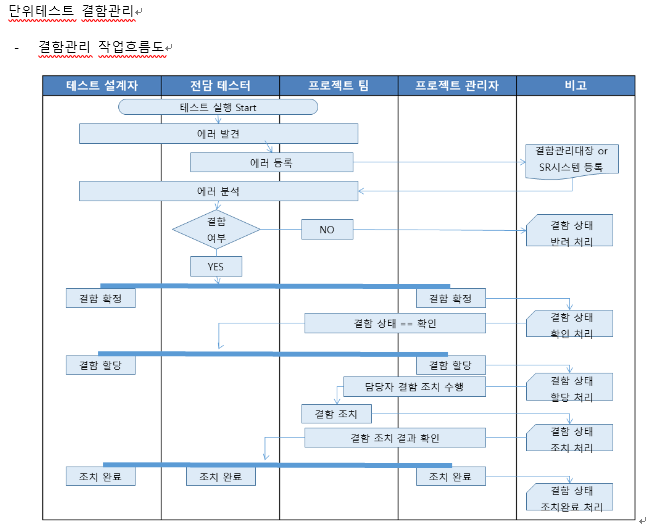 단위테스트 결함관리
- 결함관리 작업흐름도
테스트 설계자 전담 테스터 프로젝트 팀 프로젝트 관리자 비고
테스트 실행 Start
에러 발견
에러 등록
결함관리대장 or
SR시스템 등록
에러 분석
결함
여부
NO
결함 상태
반려 처리
YES
결함 확정
결함 확정
결함 상태 == 확인
결함 상태
확인 처리
결함 할당
결함 할당
담당자 결함 조치 수행
결함 상태
할당 처리
결함 조치
결함 조치 결과 확인
결함 상태
조치 처리
조치 완료
조치 완료
조치 완료
결함 상태
조치완료 처리